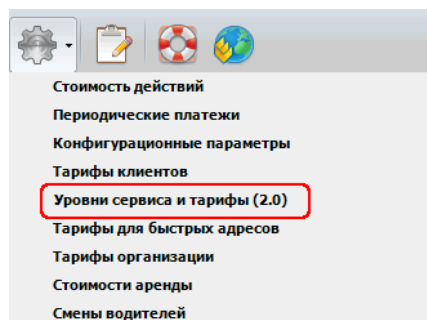 Стоимость действий
Периодические платежи
Конфигурационные параметры
Тарифы клиентов
Уровни сервиса и тарифы (2.0)
Тарифы для быстрых адресов
Тарифы организации
Стоимости аренды
Смены водителей